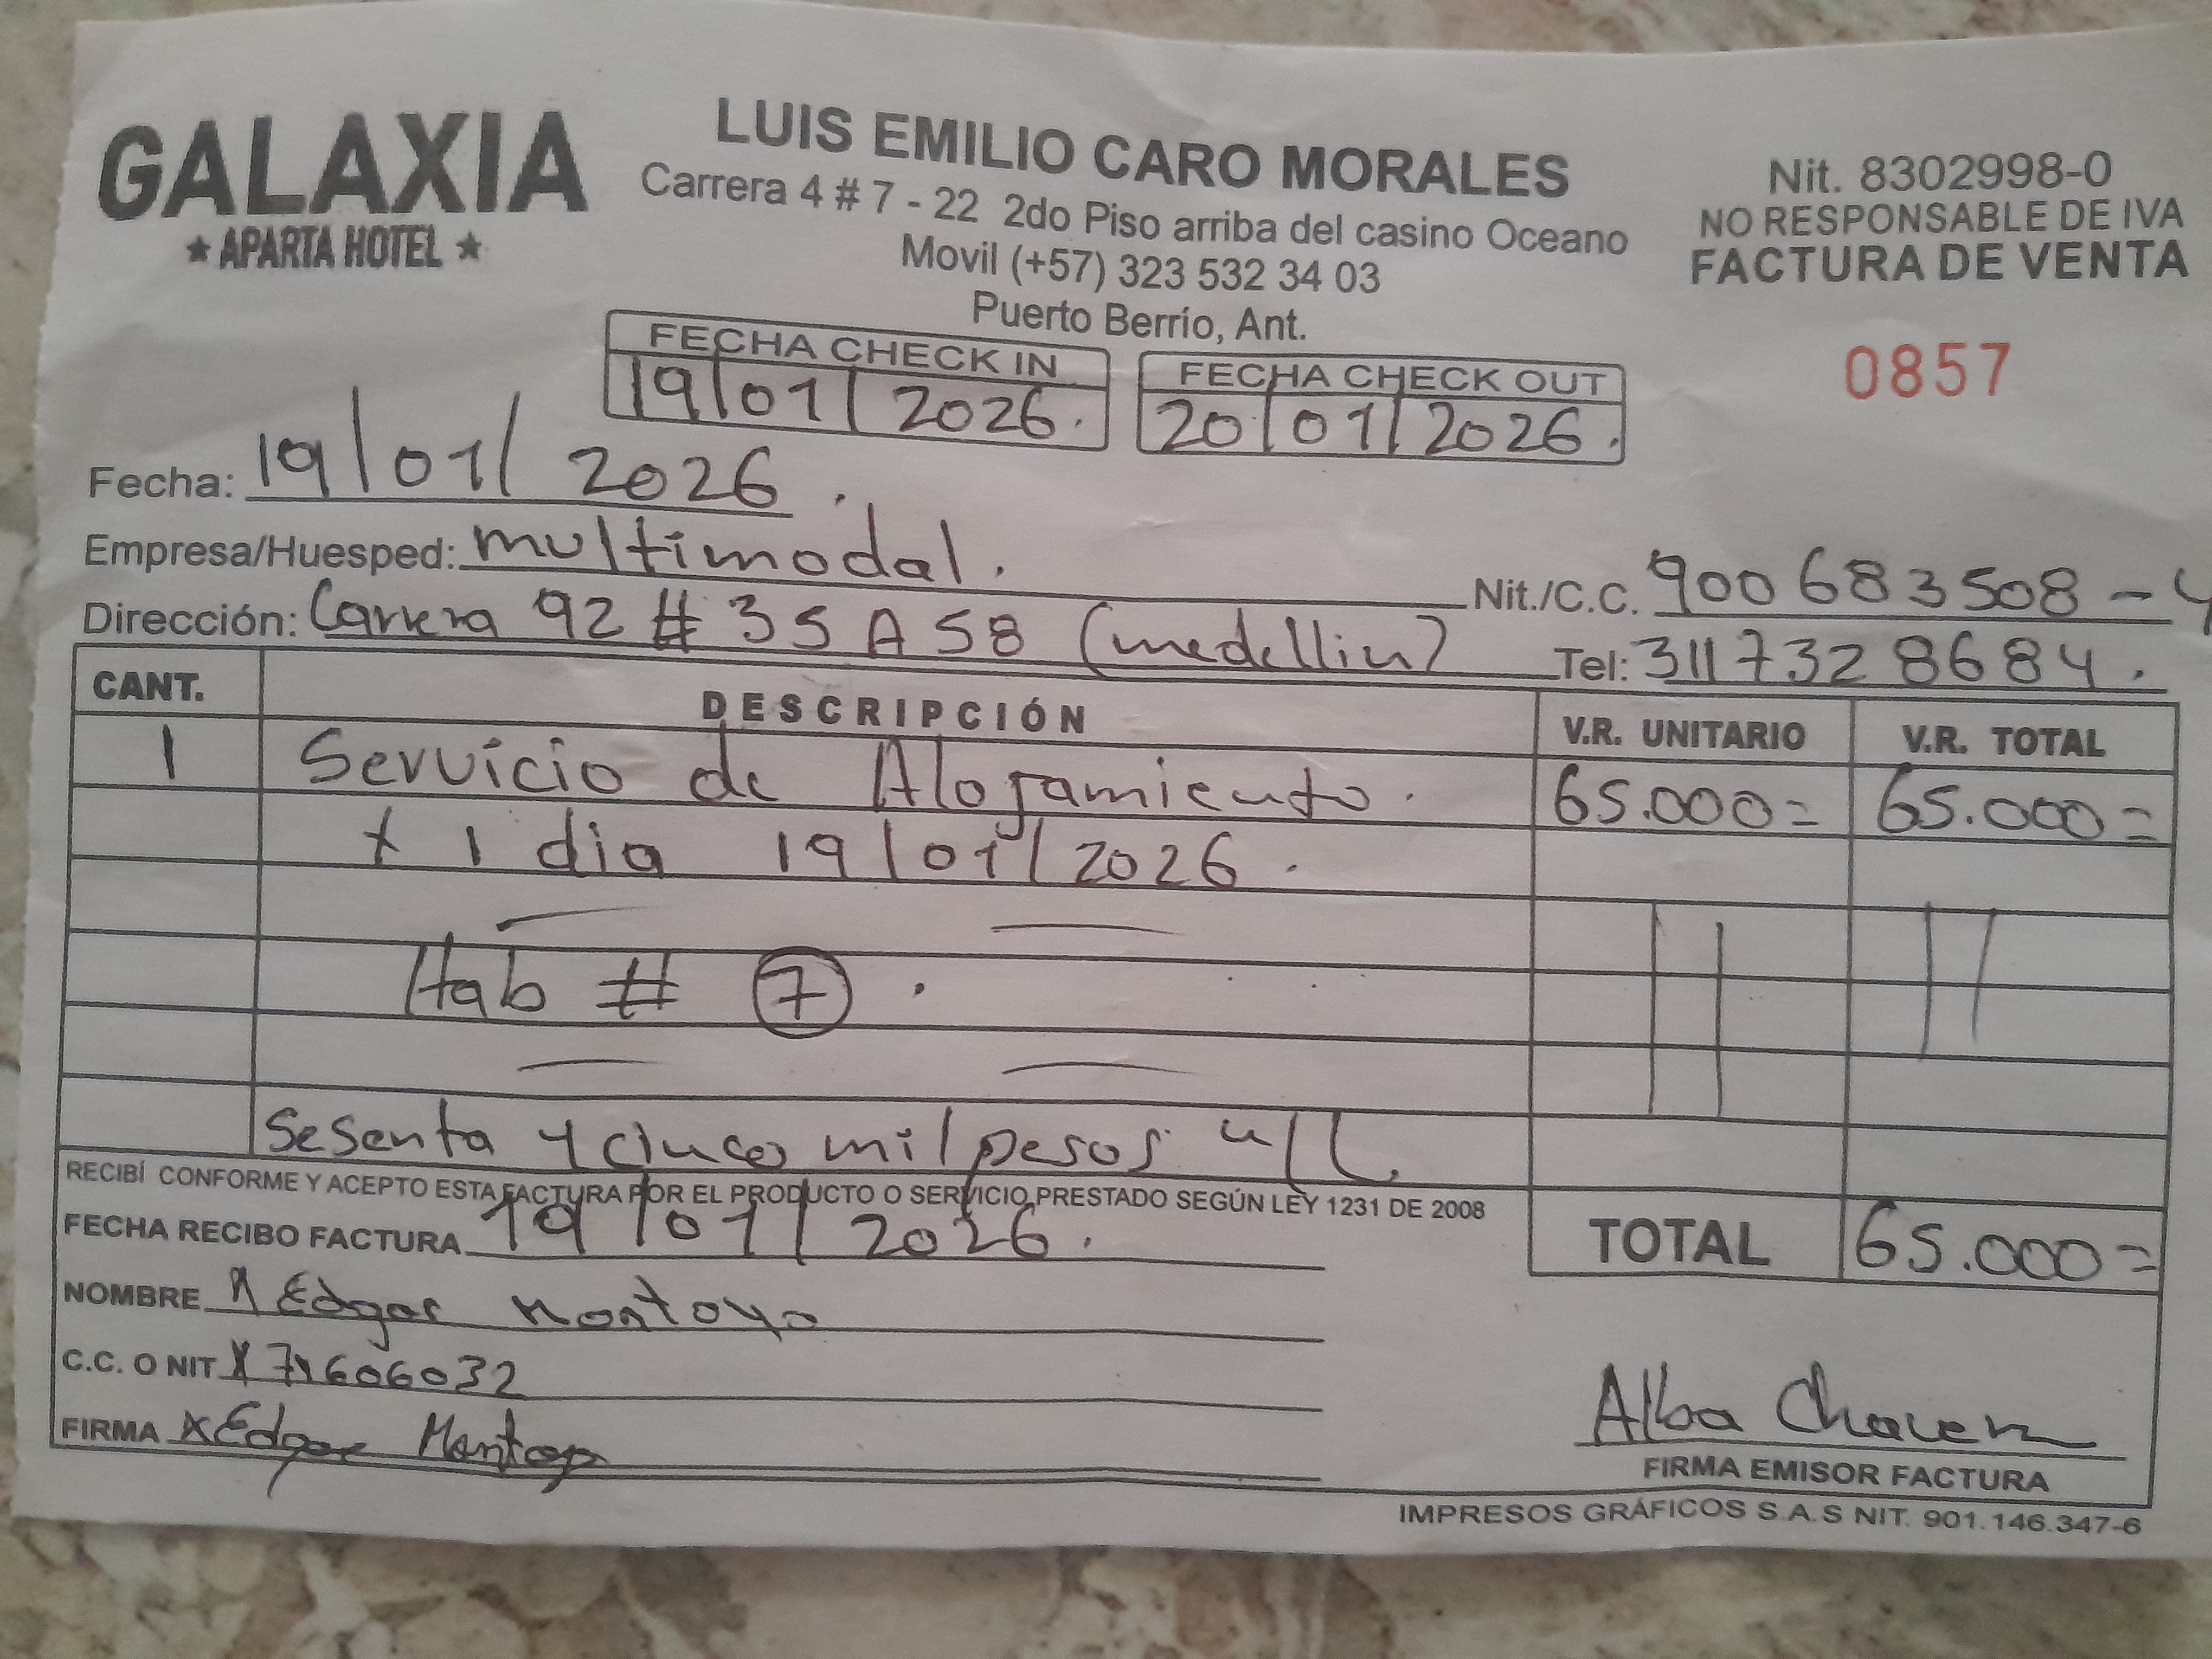 GALAXIA
★ APARTA HOTEL ★
LUIS EMILIO CARO MORALES
Carrera 4 # 7 - 22 2do Piso arriba del casino Oceano
Movil (+57) 323 532 34 03
Puerto Berrío, Ant.
Nit. 8302998-0
NO RESPONSABLE DE IVA
FACTURA DE VENTA
0857
FECHA CHECK IN
19/01/2026.
FECHA CHECK OUT
20/01/2026.
Fecha: 19/01/2026.
Empresa/Huesped: multimodal.
Nit./C.C. 900683508-4
Dirección: Carrera 92 # 35 A 58 (medellin)
Tel: 3117328684.
CANT. DESCRIPCIÓN V.R. UNITARIO V.R. TOTAL
1 Servicio de Alojamiento. 65.000= 65.000=
x 1 dia 19/01/2026.
Hab # 7.
Sesenta y cinco mil pesos m/L.
RECIBÍ CONFORME Y ACEPTO ESTA FACTURA POR EL PRODUCTO O SERVICIO PRESTADO SEGÚN LEY 1231 DE 2008
FECHA RECIBO FACTURA 19/01/2026.
TOTAL 65.000=
NOMBRE X Edgar Montoya
C.C. O NIT X 71606032
FIRMA X Edgar Montoya
Alba Chavez
FIRMA EMISOR FACTURA
IMPRESOS GRÁFICOS S.A.S NIT. 901.146.347-6